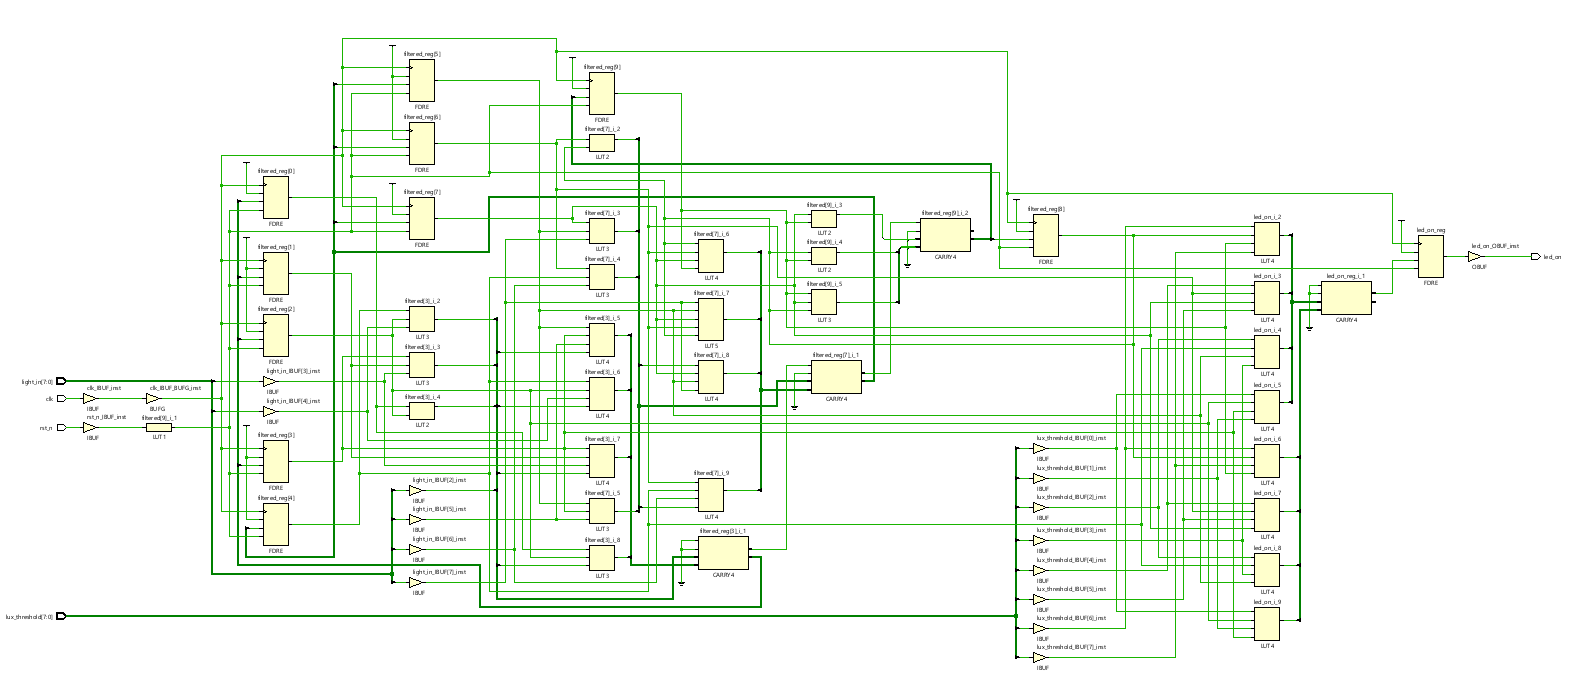 filtered_reg[5]
FDRE
filtered_reg[9]
FDRE
filtered_reg[6]
FDRE
filtered[7]_i_2
LUT2
filtered_reg[0]
FDRE
filtered_reg[7]
FDRE
filtered[7]_i_3
LUT3
filtered[9]_i_3
LUT2
filtered_reg[9]_i_2
CARRY4
filtered_reg[8]
FDRE
led_on_i_2
LUT4
led_on_reg
FDRE
led_on_OBUF_inst
OBUF
led_on
filtered_reg[1]
FDRE
filtered[7]_i_4
LUT3
filtered[7]_i_6
LUT4
filtered[9]_i_4
LUT2
led_on_i_3
LUT4
led_on_reg_i_1
CARRY4
filtered_reg[2]
FDRE
filtered[3]_i_2
LUT3
filtered[3]_i_5
LUT4
filtered[7]_i_7
LUT5
filtered[9]_i_5
LUT3
led_on_i_4
LUT4
light_in[7:0]
light_in_IBUF[3]_inst
IBUF
filtered[3]_i_3
LUT3
filtered[3]_i_6
LUT4
filtered[7]_i_8
LUT4
filtered_reg[7]_i_1
CARRY4
led_on_i_5
LUT4
clk
clk_IBUF_inst
IBUF
clk_IBUF_BUFG_inst
BUFG
light_in_IBUF[4]_inst
IBUF
filtered[3]_i_4
LUT2
rst_n
rst_n_IBUF_inst
IBUF
filtered[9]_i_1
LUT1
filtered_reg[3]
FDRE
filtered[3]_i_7
LUT4
lux_threshold_IBUF[0]_inst
IBUF
led_on_i_6
LUT4
light_in_IBUF[2]_inst
IBUF
filtered[7]_i_9
LUT4
lux_threshold_IBUF[1]_inst
IBUF
filtered_reg[4]
FDRE
light_in_IBUF[5]_inst
IBUF
filtered[7]_i_5
LUT3
lux_threshold_IBUF[2]_inst
IBUF
led_on_i_7
LUT4
light_in_IBUF[6]_inst
IBUF
filtered[3]_i_8
LUT3
filtered_reg[3]_i_1
CARRY4
lux_threshold_IBUF[3]_inst
IBUF
led_on_i_8
LUT4
light_in_IBUF[7]_inst
IBUF
lux_threshold_IBUF[4]_inst
IBUF
lux_threshold[7:0]
lux_threshold_IBUF[5]_inst
IBUF
led_on_i_9
LUT4
lux_threshold_IBUF[6]_inst
IBUF
lux_threshold_IBUF[7]_inst
IBUF